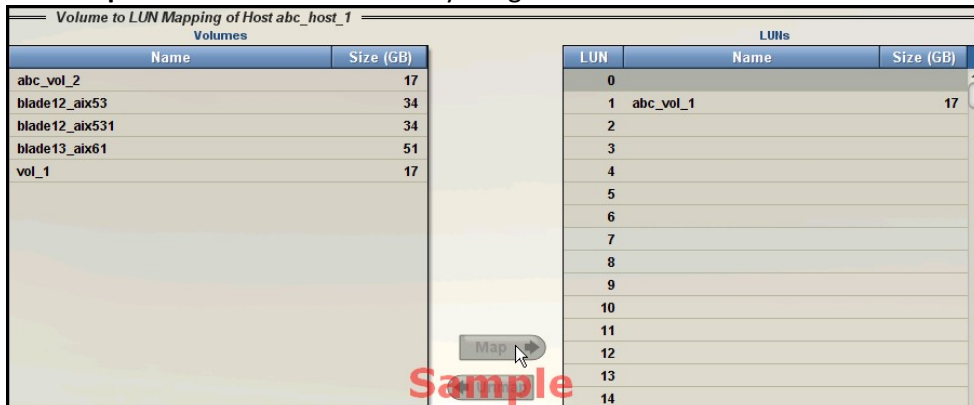 Volume to LUN Mapping of Host abc_host_1
Volumes LUNs
Name Size (GB) LUN Name Size (GB)
abc_vol_2 17 0
blade12_aix53 34 1 abc_vol_1 17
blade12_aix531 34 2
blade13_aix61 51 3
vol_1 17 4
5
6
7
8
9
10
11
Map 12
Sample 13
Unmap 14